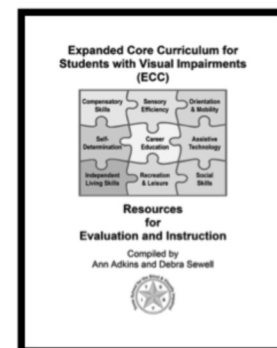 Expanded Core Curriculum for
Students with Visual Impairments
(ECC)
Compensatory Skills
Sensory Efficiency
Orientation & Mobility
Self-Determination
Career Education
Assistive Technology
Independent Living Skills
Recreation & Leisure
Social Skills
Resources
for
Evaluation and Instruction
Compiled by
Ann Adkins and Debra Sewell